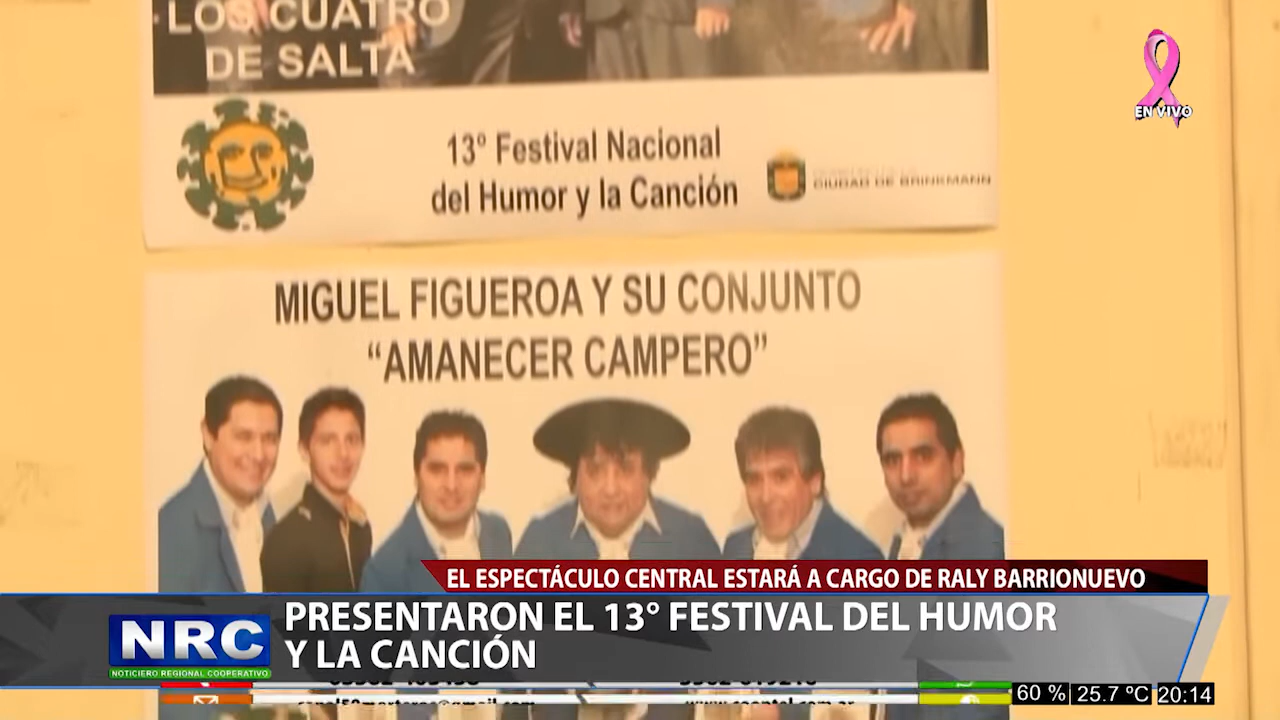 LOS CUATRO
DE SALTA
EN VIVO
13º Festival Nacional
del Humor y la Canción
CIUDAD DE BRINKMANN
MIGUEL FIGUEROA Y SU CONJUNTO
“AMANECER CAMPERO”
EL ESPECTÁCULO CENTRAL ESTARÁ A CARGO DE RALY BARRIONUEVO
PRESENTARON EL 13° FESTIVAL DEL HUMOR
Y LA CANCIÓN
NRC
NOTICIERO REGIONAL COOPERATIVO
60 % 25.7 ºC 20:14